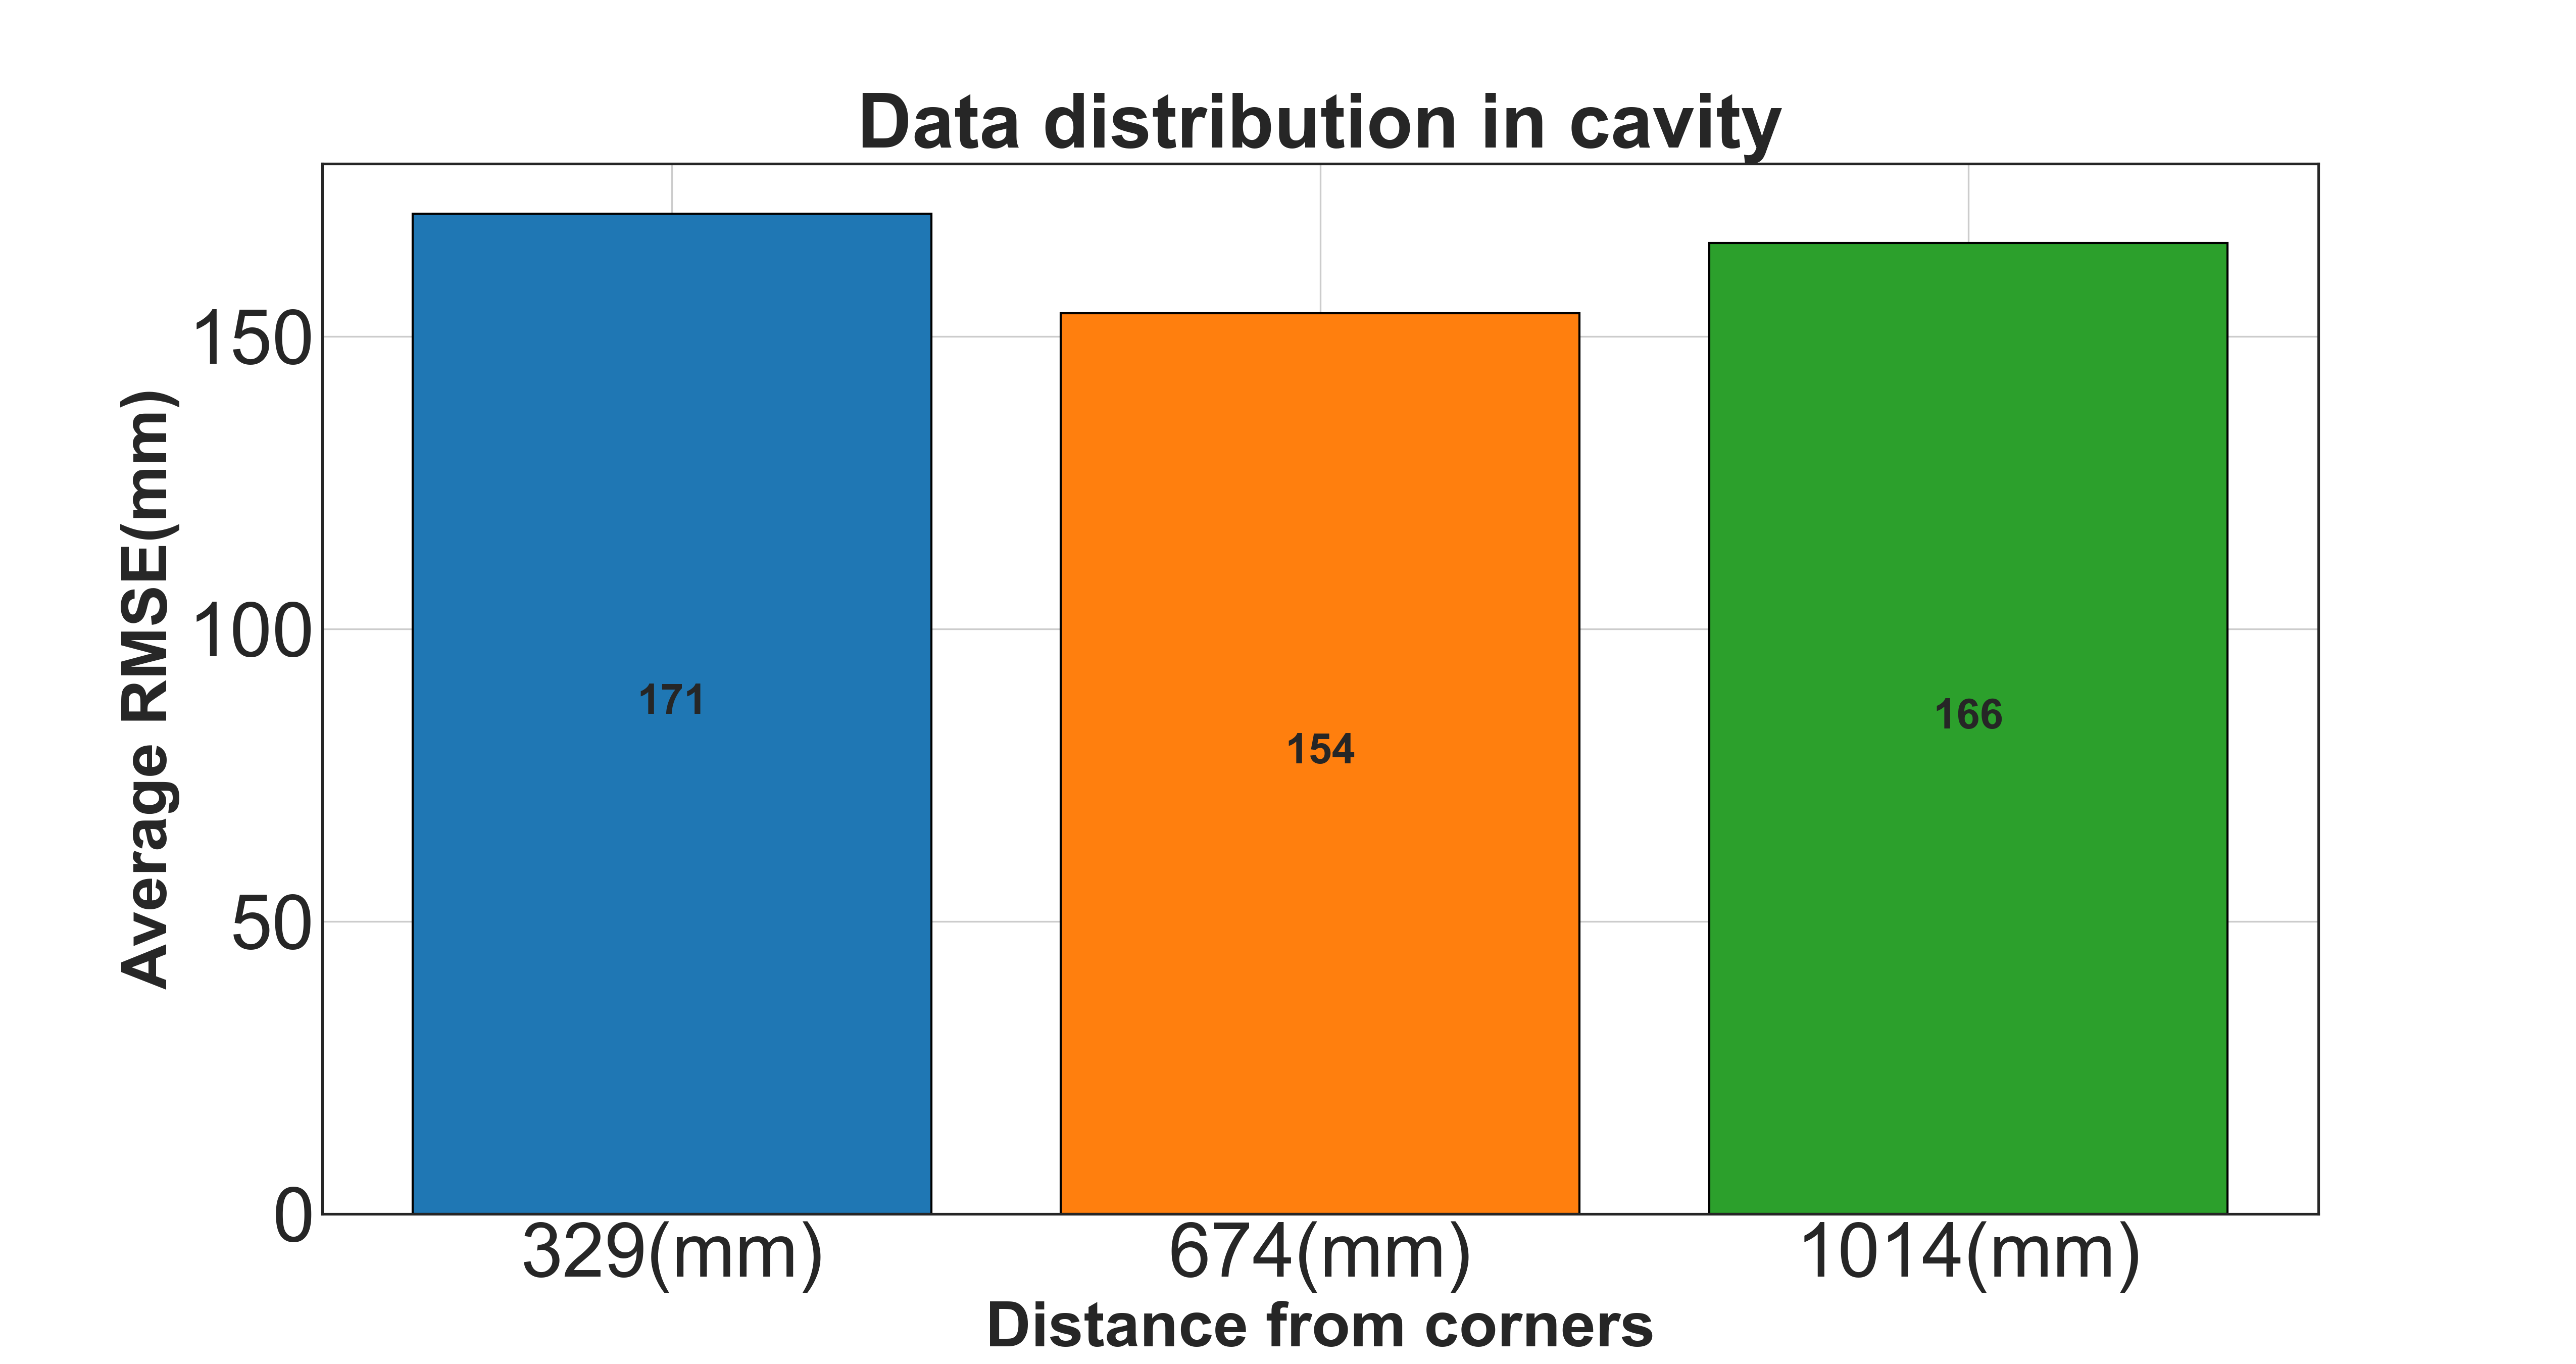 Data distribution in cavity
Average RMSE(mm)
150
100
50
0
171
154
166
329(mm)
674(mm)
1014(mm)
Distance from corners